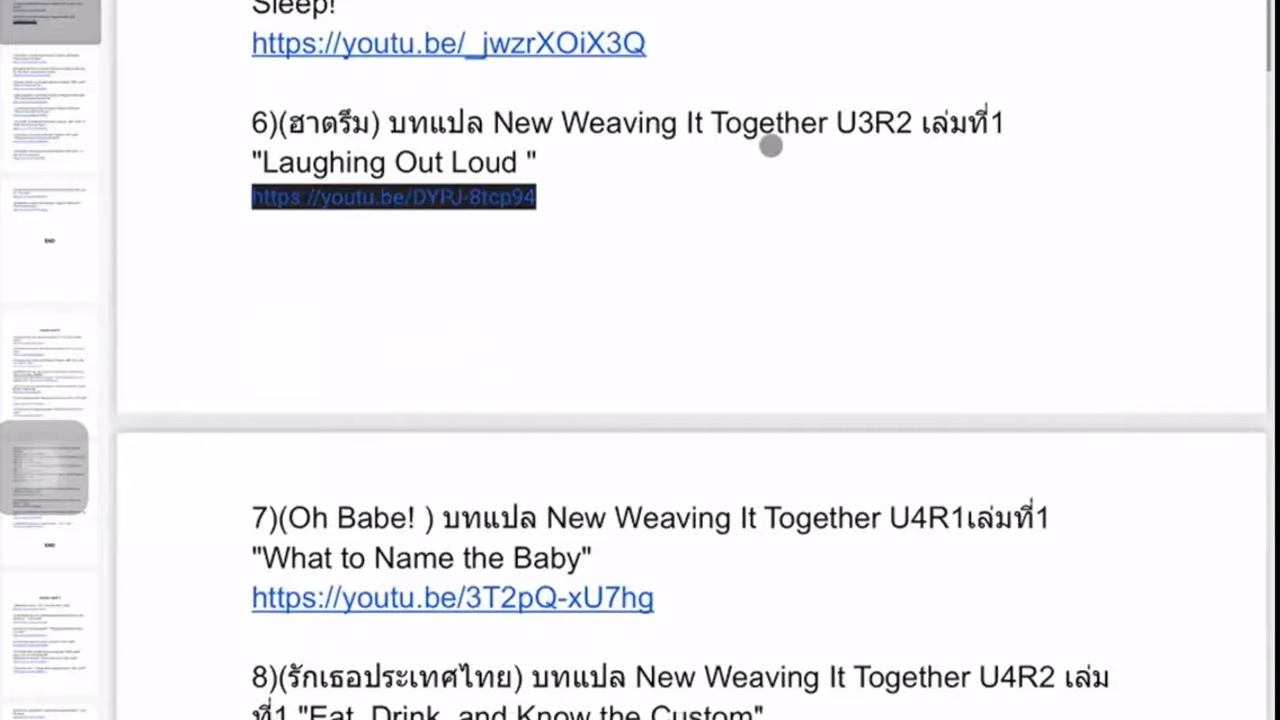 Sleep!
https://youtu.be/_jwzrXOiX3Q
6)(ฮาตรึม) บทแปล New Weaving It Together U3R2 เล่มที่1
"Laughing Out Loud "
7)(Oh Babe! ) บทแปล New Weaving It Together U4R1เล่มที่1
"What to Name the Baby"
https://youtu.be/3T2pQ-xU7hg
8)(รักเธอประเทศไทย) บทแปล New Weaving It Together U4R2 เล่ม
ที่1 "Eat, Drink, and Know the Custom"